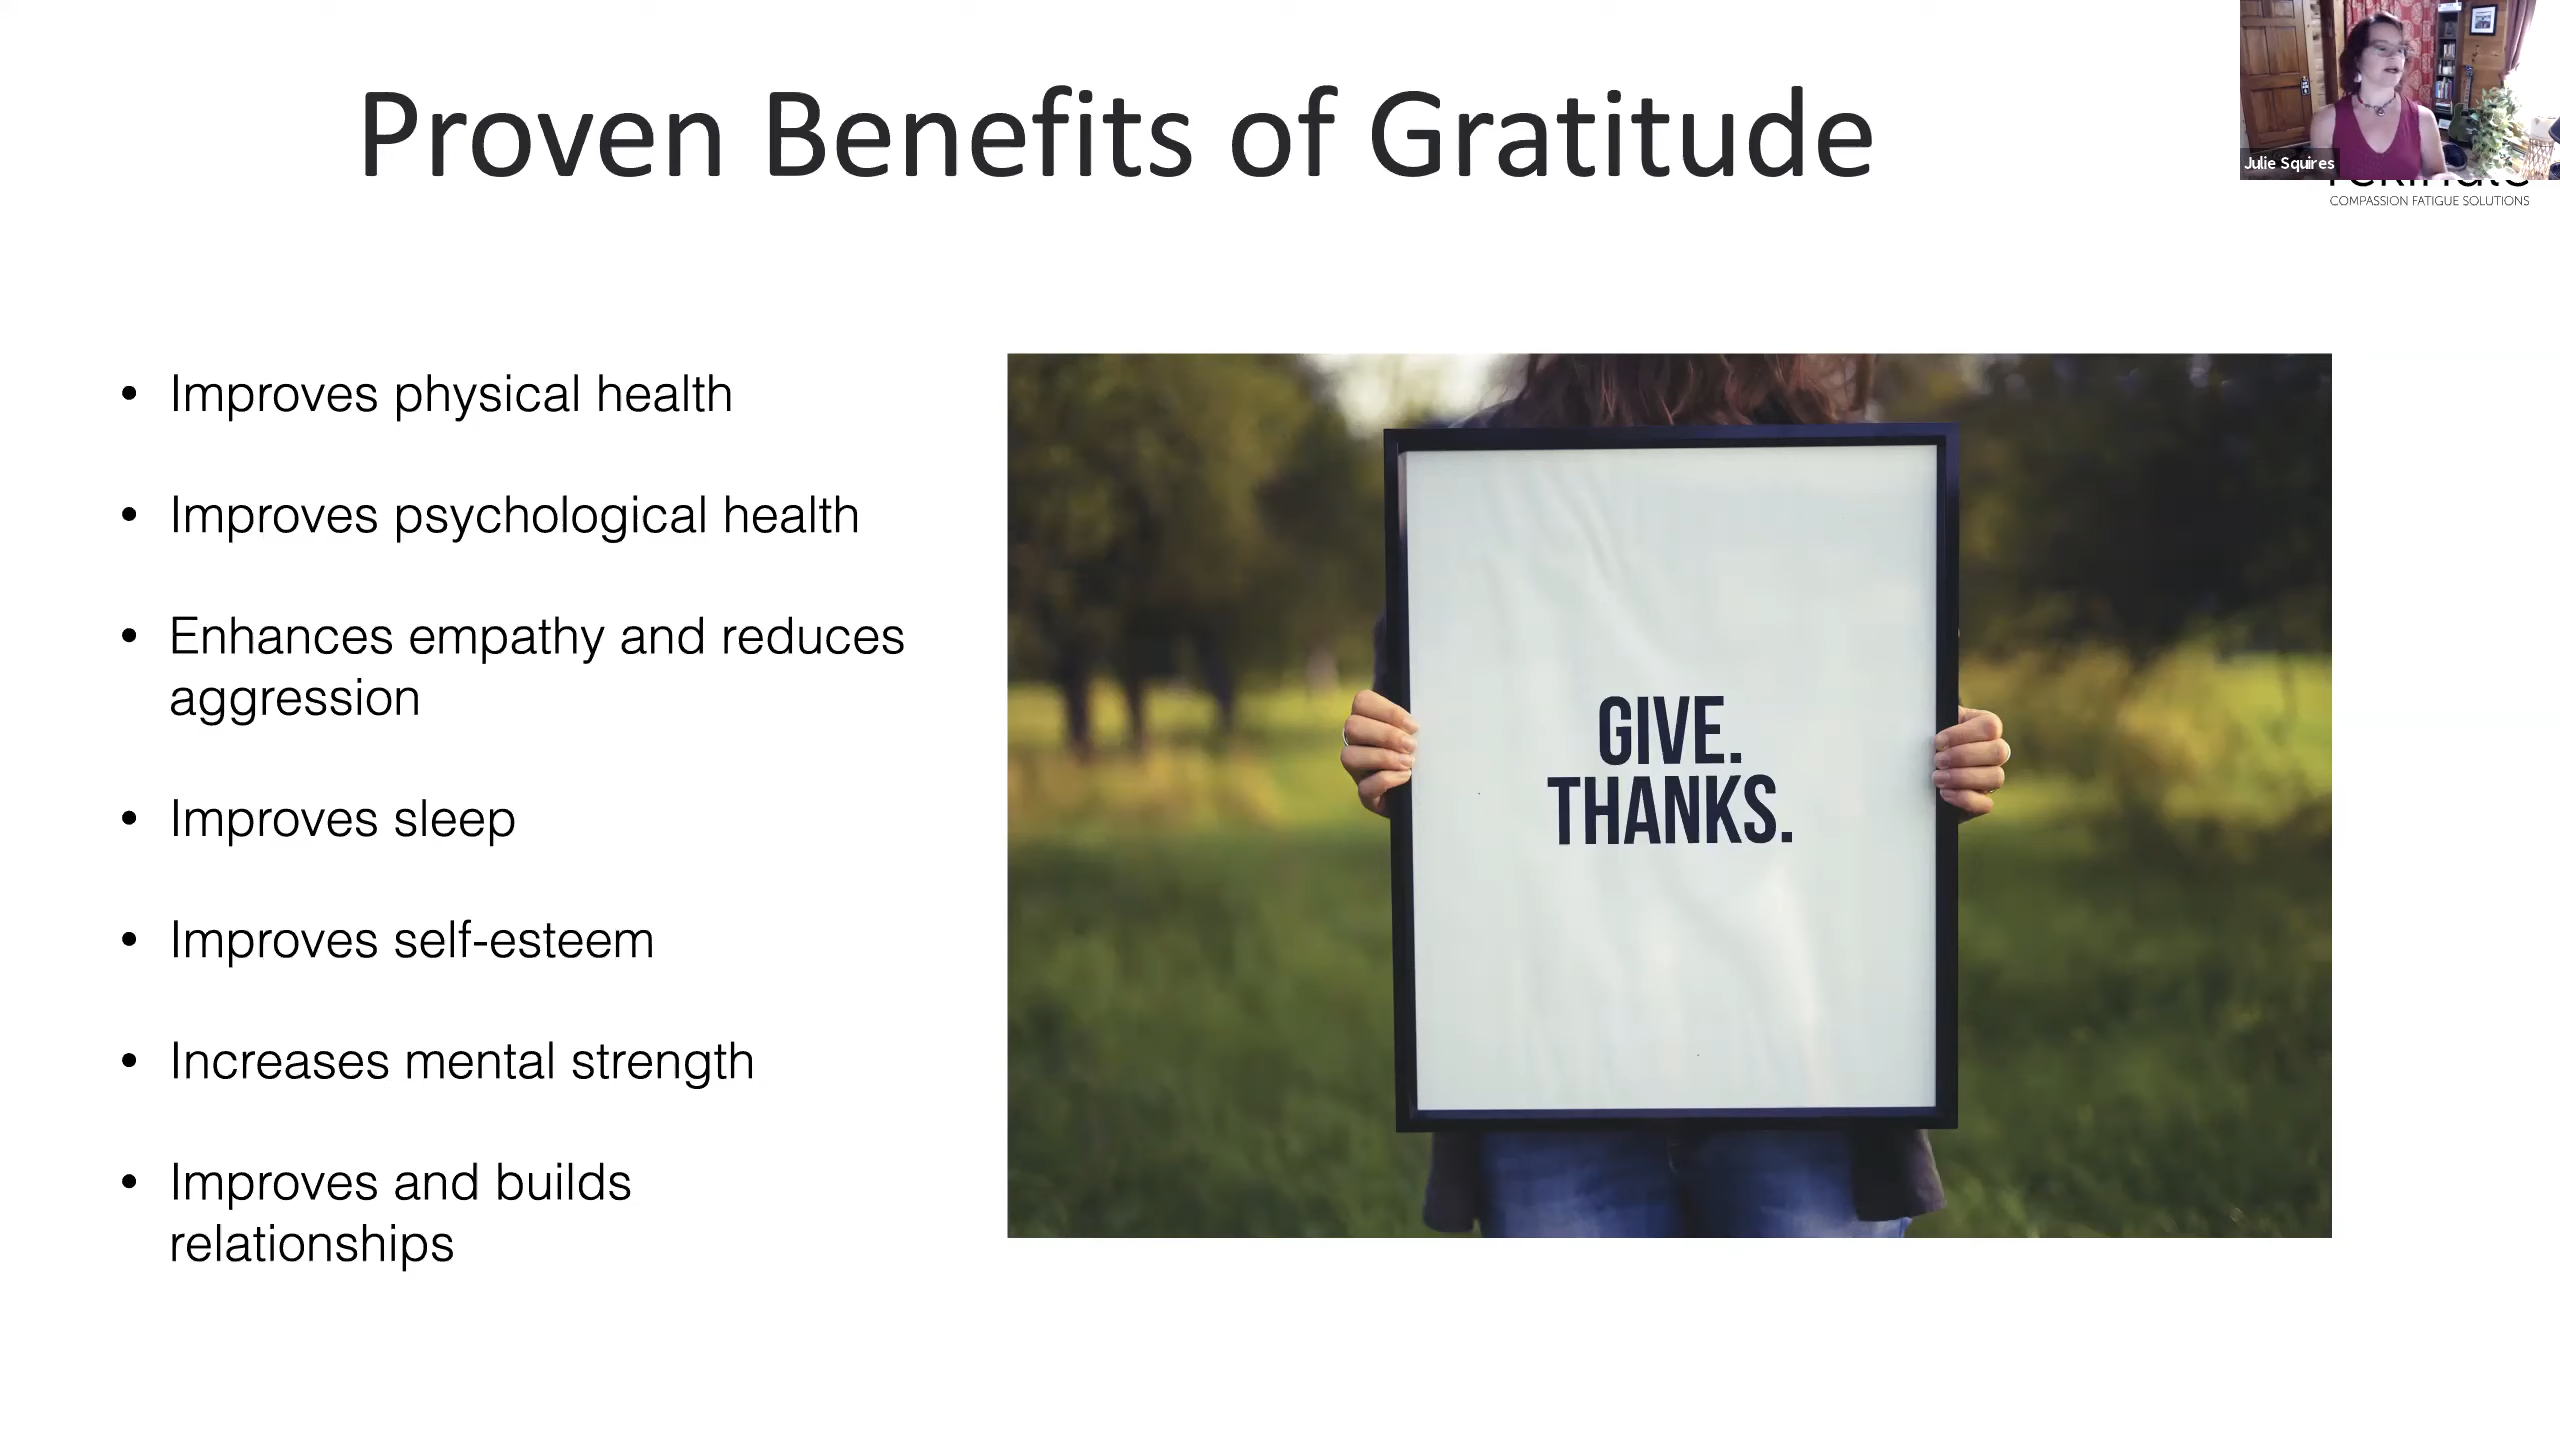 Proven Benefits of Gratitude
Julie Squires
COMPASSION FATIGUE SOLUTIONS
• Improves physical health
• Improves psychological health
• Enhances empathy and reduces
aggression
• Improves sleep
• Improves self-esteem
• Increases mental strength
• Improves and builds
relationships
GIVE.
THANKS.